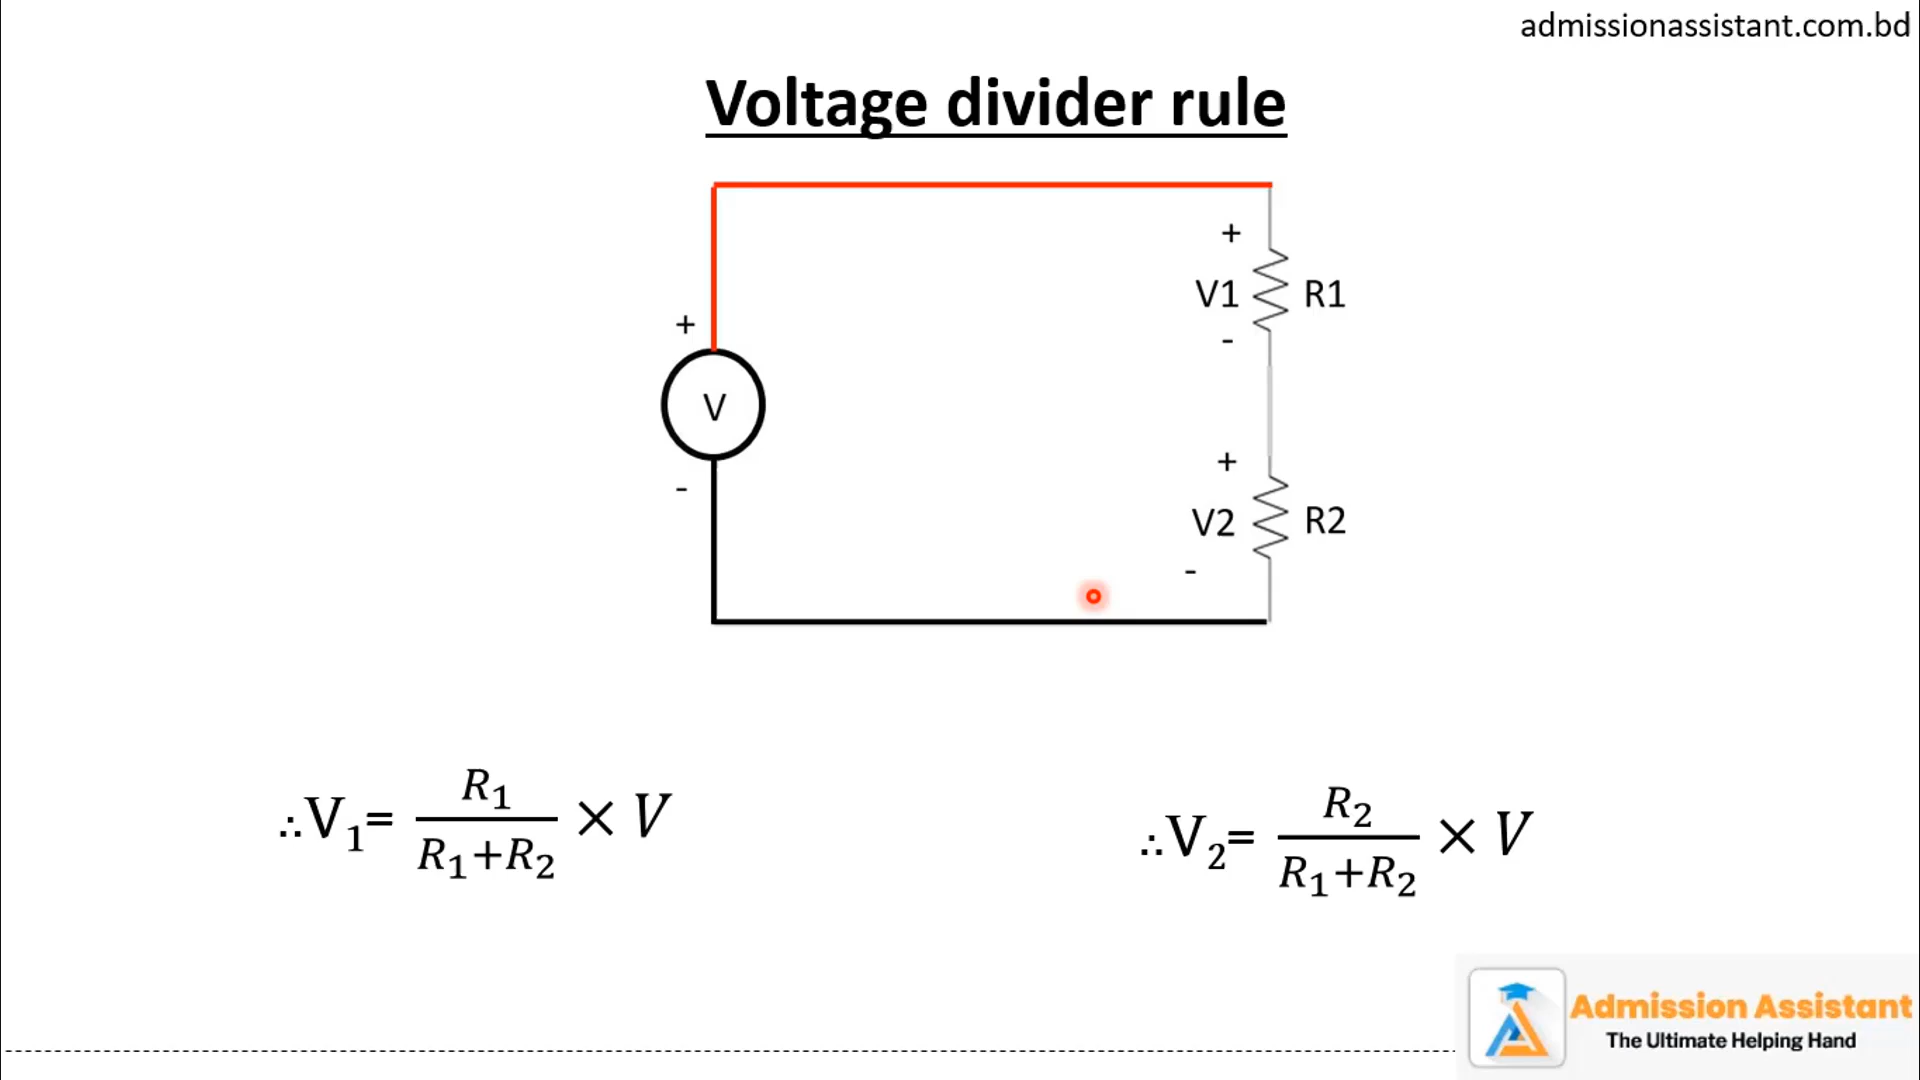 admissionassistant.com.bd
Voltage divider rule
+
V1 R1
-
+
V
-
+
V2 R2
-
∴V₁= R₁/(R₁+R₂) × V
∴V₂= R₂/(R₁+R₂) × V
Admission Assistant
The Ultimate Helping Hand